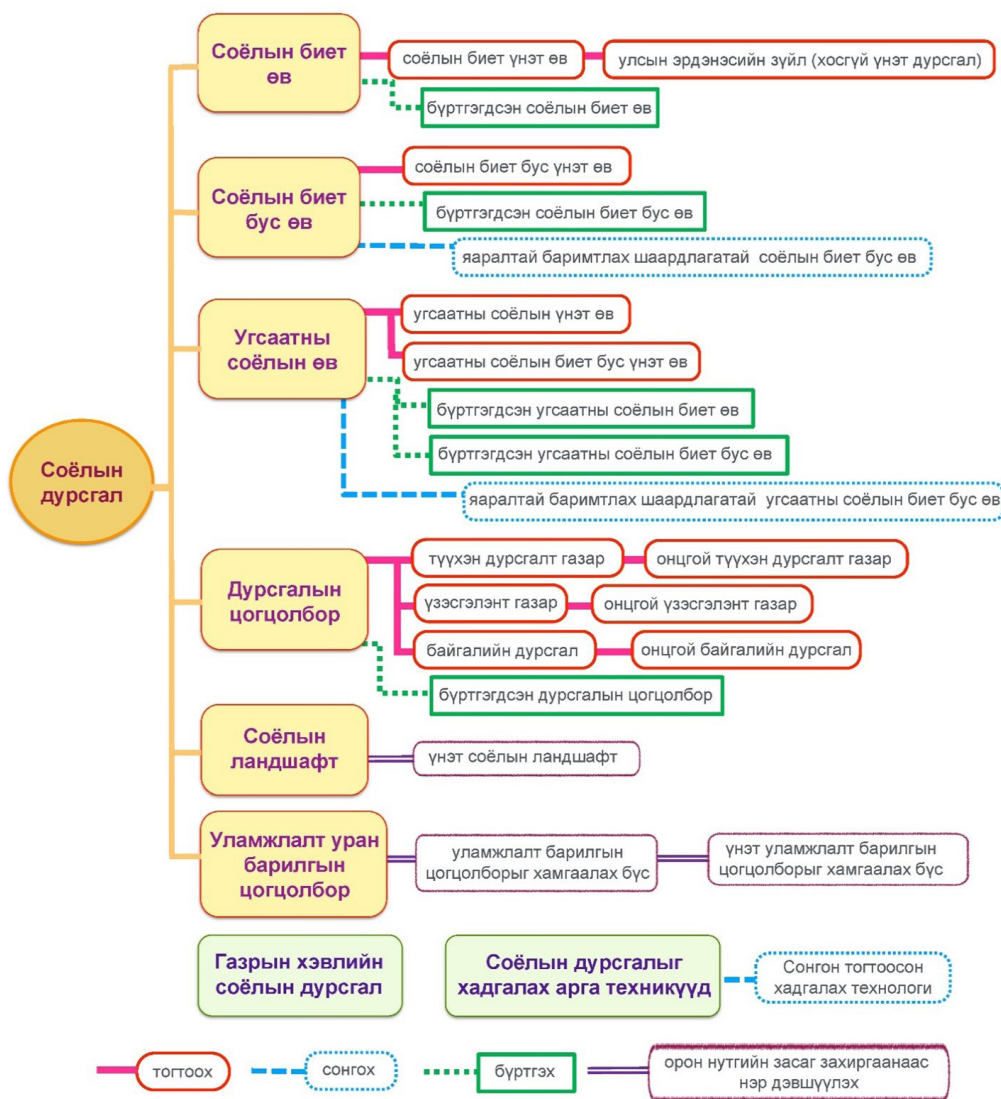 Соёлын биет
өв
соёлын биет үнэт өв
улсын эрдэнэсийн зүйл (хосгүй үнэт дурсгал)
бүртгэгдсэн соёлын биет өв
Соёлын биет
бус өв
соёлын биет бус үнэт өв
бүртгэгдсэн соёлын биет бус өв
яаралтай баримтлах шаардлагатай соёлын биет бус өв
Угсаатны
соёлын өв
угсаатны соёлын үнэт өв
угсаатны соёлын биет бус үнэт өв
бүртгэгдсэн угсаатны соёлын биет өв
бүртгэгдсэн угсаатны соёлын биет бус өв
яаралтай баримтлах шаардлагатай угсаатны соёлын биет бус өв
Соёлын
дурсгал
Дурсгалын
цогцолбор
түүхэн дурсгалт газар
онцгой түүхэн дурсгалт газар
үзэсгэлэнт газар
онцгой үзэсгэлэнт газар
байгалийн дурсгал
онцгой байгалийн дурсгал
бүртгэгдсэн дурсгалын цогцолбор
Соёлын
ландшафт
үнэт соёлын ландшафт
Уламжлалт уран
барилгын
цогцолбор
уламжлалт барилгын
цогцолборыг хамгаалах бүс
үнэт уламжлалт барилгын
цогцолборыг хамгаалах бүс
Газрын хэвлийн
соёлын дурсгал
Соёлын дурсгалыг
хадгалах арга техникүүд
Сонгон тогтоосон
хадгалах технологи
тогтоох
сонгох
бүртгэх
орон нутгийн засаг захиргаанаас
нэр дэвшүүлэх